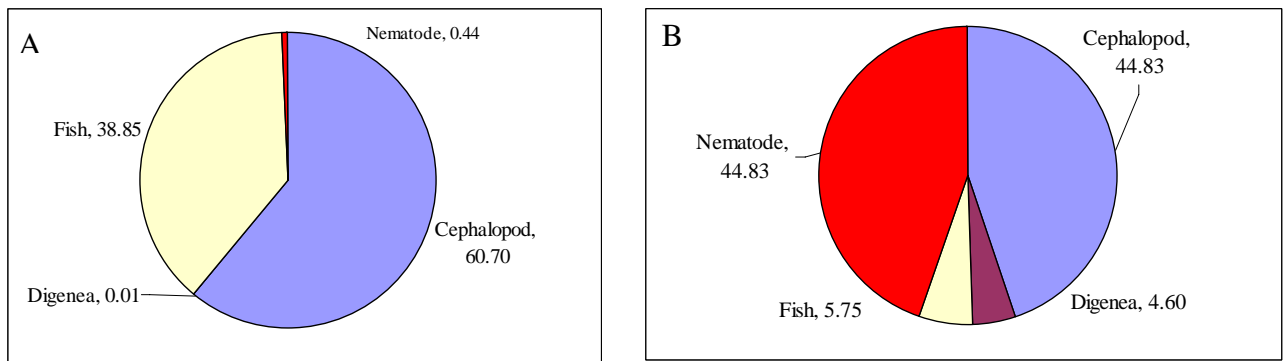 A
Nematode, 0.44
Fish, 38.85
Cephalopod,
60.70
Digenea, 0.01
B
Cephalopod,
44.83
Nematode,
44.83
Fish, 5.75
Digenea, 4.60